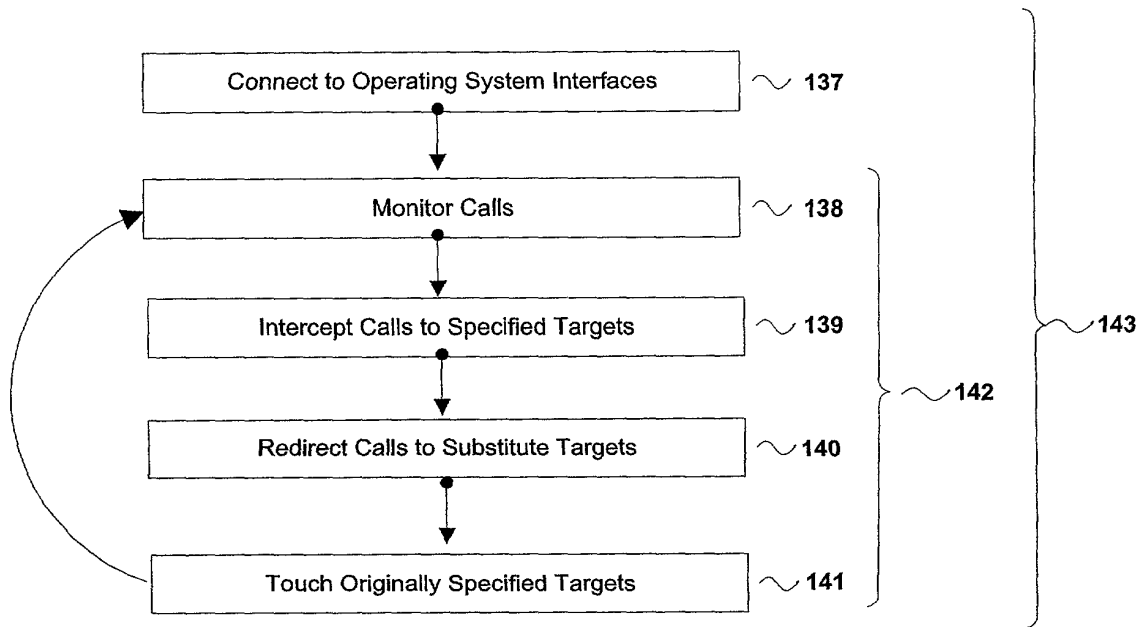 Connect to Operating System Interfaces 137
Monitor Calls 138
Intercept Calls to Specified Targets 139
143
142
Redirect Calls to Substitute Targets 140
Touch Originally Specified Targets 141